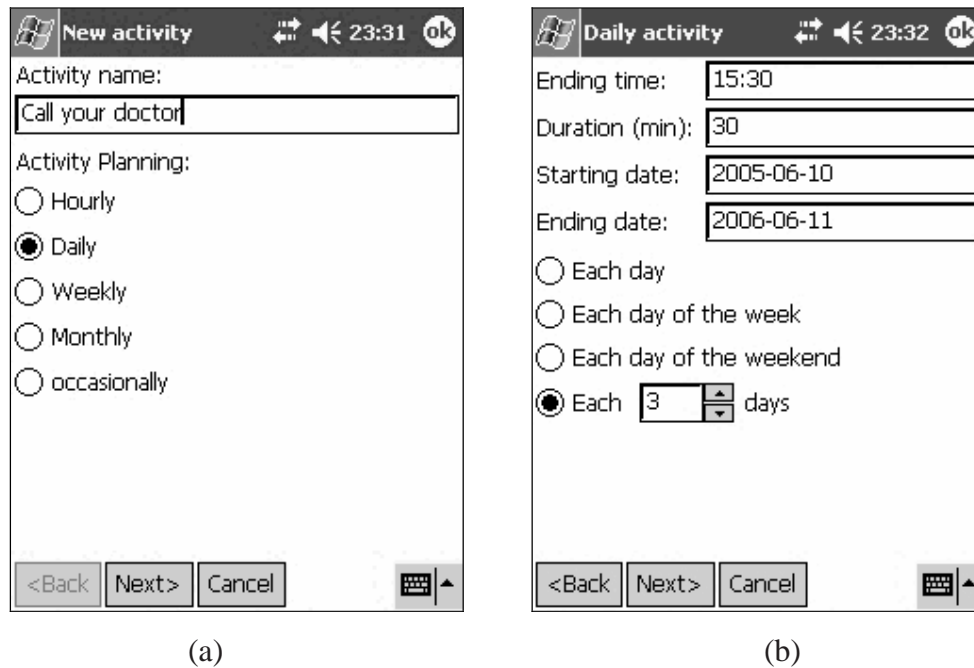 New activity 23:31 ok
Activity name:
Call your doctor
Activity Planning:
Hourly
Daily
Weekly
Monthly
occasionally
<Back Next> Cancel
(a)
Daily activity 23:32 ok
Ending time: 15:30
Duration (min): 30
Starting date: 2005-06-10
Ending date: 2006-06-11
Each day
Each day of the week
Each day of the weekend
Each 3 days
<Back Next> Cancel
(b)